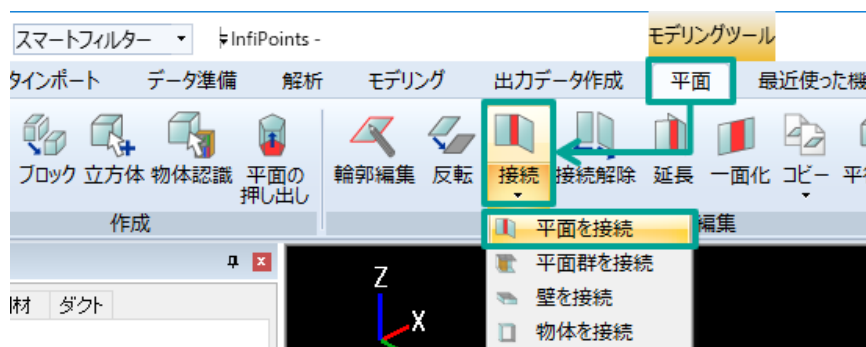 スマートフィルター InfiPoints -
モデリングツール
タインポート データ準備 解析 モデリング 出力データ作成 平面 最近使った機
ブロック 立方体 物体認識 平面の押し出し 輪郭編集 反転 接続 接続解除 延長 一面化 コピー 平行
作成 編集
平面を接続
平面群を接続
壁を接続
物体を接続
Z
X
材 ダクト